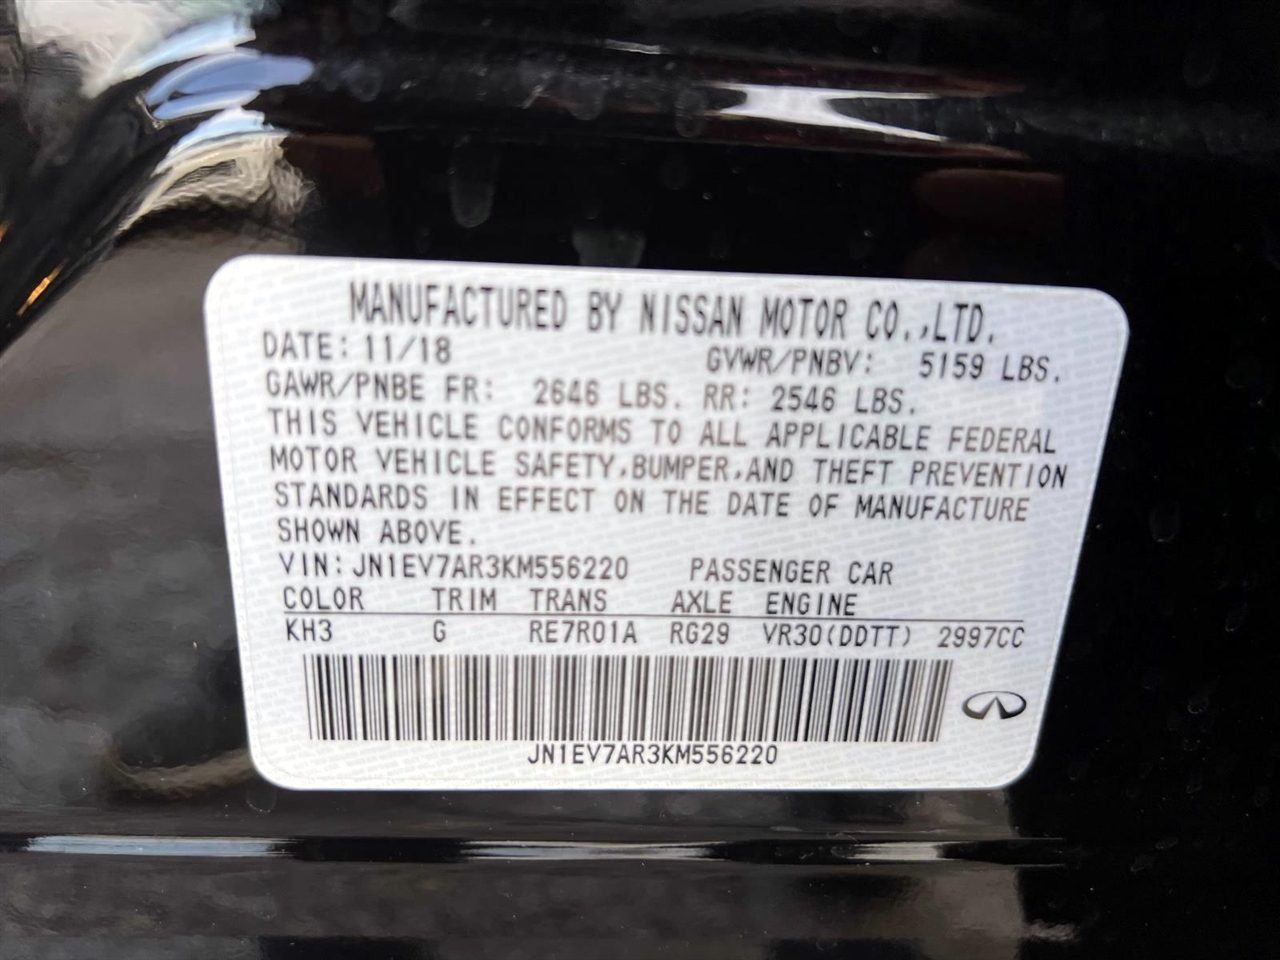 MANUFACTURED BY NISSAN MOTOR CO.,LTD.
DATE: 11/18 GVWR/PNBV: 5159 LBS.
GAWR/PNBE FR: 2646 LBS. RR: 2546 LBS.
THIS VEHICLE CONFORMS TO ALL APPLICABLE FEDERAL
MOTOR VEHICLE SAFETY,BUMPER,AND THEFT PREVENTION
STANDARDS IN EFFECT ON THE DATE OF MANUFACTURE
SHOWN ABOVE.
VIN: JN1EV7AR3KM556220 PASSENGER CAR
COLOR TRIM TRANS AXLE ENGINE
KH3 G RE7R01A RG29 VR30(DDTT) 2997CC
JN1EV7AR3KM556220